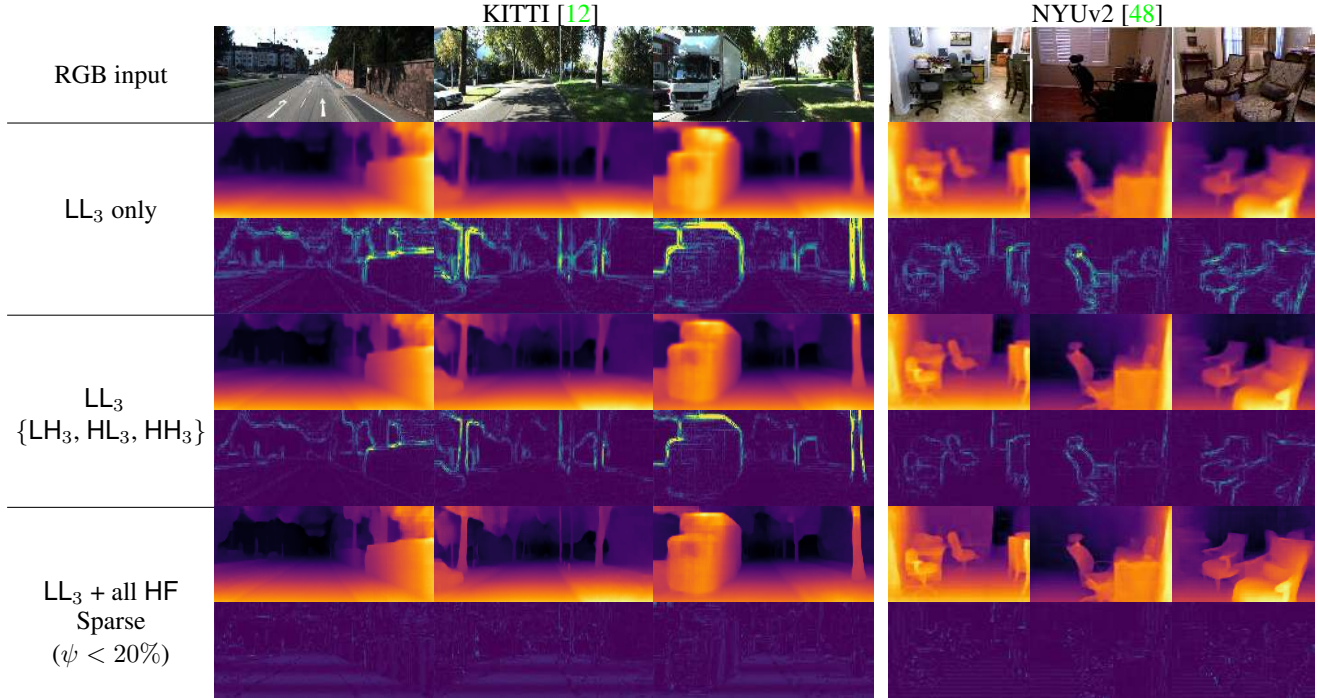 KITTI [12]
NYUv2 [48]
RGB input
LL₃ only
LL₃
{LH₃, HL₃, HH₃}
LL₃ + all HF
Sparse
(ψ < 20%)